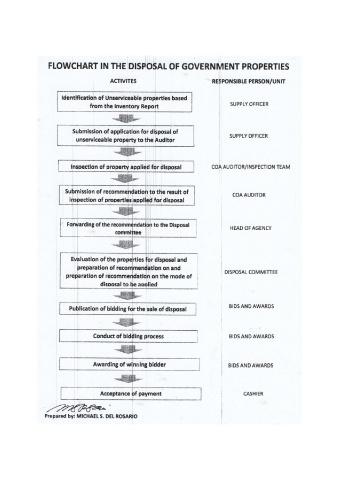 FLOWCHART IN THE DISPOSAL OF GOVERNMENT PROPERTIES
ACTIVITES RESPONSIBLE PERSON/UNIT
Identification of Unserviceable properties based
from the Inventory Report
SUPPLY OFFICER
Submission of application for disposal of
unserviceable property to the Auditor
SUPPLY OFFICER
Inspection of property applied for disposal
COA AUDITOR/INSPECTION TEAM
Submission of recommendation to the result of
inspection of properties applied for disposal
COA AUDITOR
Forwarding of the recommendation to the Disposal
committee
HEAD OF AGENCY
Evaluation of the properties for disposal and
preparation of recommendation on and
preparation of recommendation on the mode of
disposal to be applied
DISPOSAL COMMITTEE
Publication of bidding for the sale of disposal
BIDS AND AWARDS
Conduct of bidding process
BIDS AND AWARDS
Awarding of winning bidder
BIDS AND AWARDS
Acceptance of payment
CASHIER
Prepared by: MICHAEL S. DEL ROSARIO